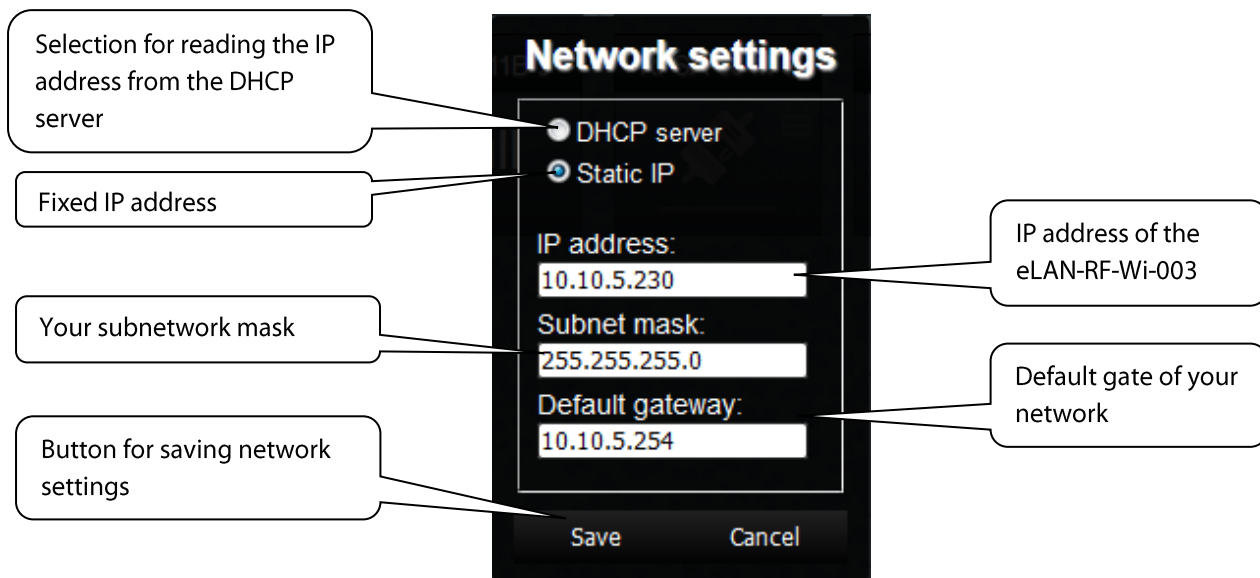 Selection for reading the IP
address from the DHCP
server
Fixed IP address
Your subnetwork mask
Button for saving network
settings
Network settings
DHCP server
Static IP
IP address:
10.10.5.230
Subnet mask:
255.255.255.0
Default gateway:
10.10.5.254
Save Cancel
IP address of the
eLAN-RF-Wi-003
Default gate of your
network